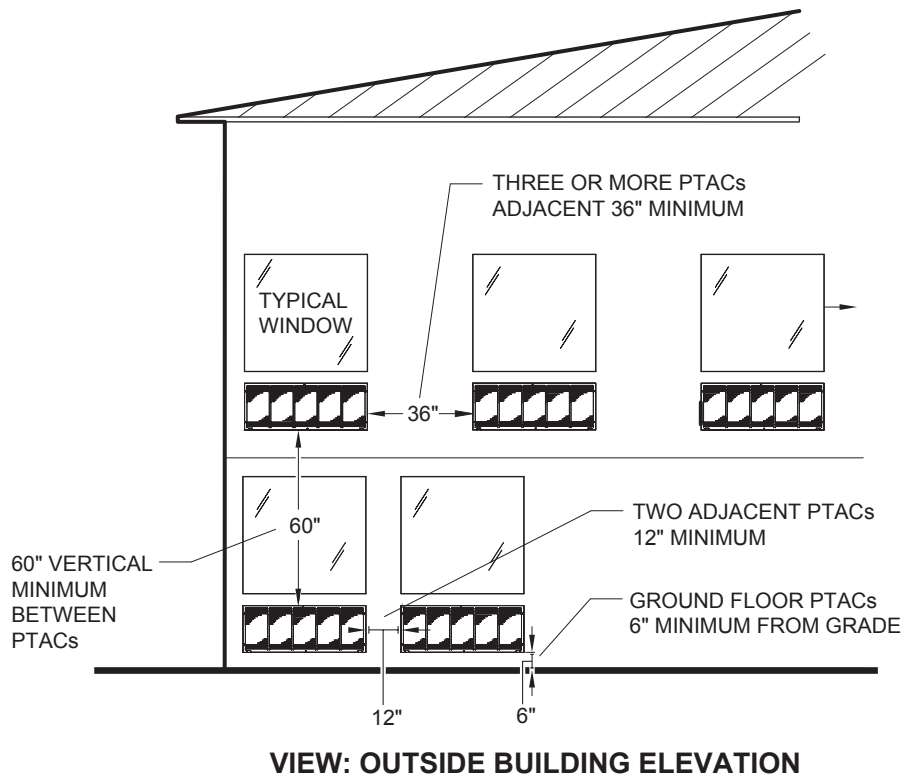 THREE OR MORE PTACs
ADJACENT 36" MINIMUM
TYPICAL
WINDOW
36"
60"
TWO ADJACENT PTACs
12" MINIMUM
60" VERTICAL
MINIMUM
BETWEEN
PTACs
GROUND FLOOR PTACs
6" MINIMUM FROM GRADE
12"
6"
VIEW: OUTSIDE BUILDING ELEVATION